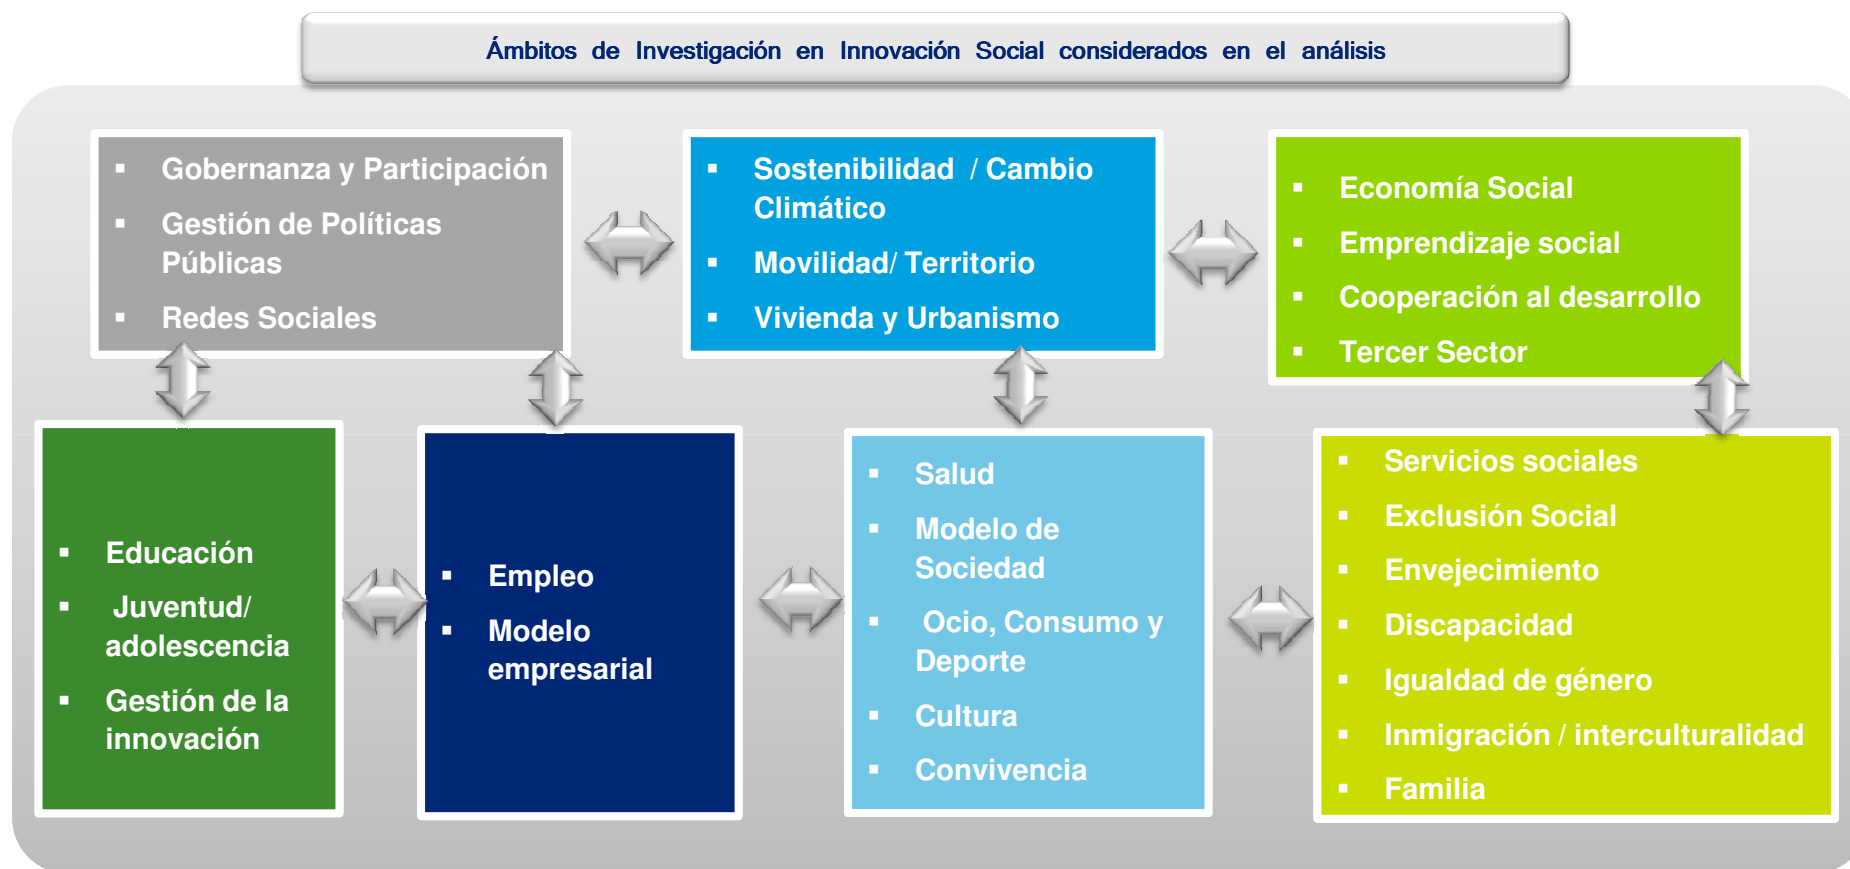 Ámbitos de Investigación en Innovación Social considerados en el análisis
▪ Gobernanza y Participación
▪ Gestión de Políticas
Públicas
▪ Redes Sociales
▪ Sostenibilidad / Cambio
Climático
▪ Movilidad/ Territorio
▪ Vivienda y Urbanismo
▪ Economía Social
▪ Emprendizaje social
▪ Cooperación al desarrollo
▪ Tercer Sector
▪ Educación
▪ Juventud/
adolescencia
▪ Gestión de la
innovación
▪ Empleo
▪ Modelo
empresarial
▪ Salud
▪ Modelo de
Sociedad
▪ Ocio, Consumo y
Deporte
▪ Cultura
▪ Convivencia
▪ Servicios sociales
▪ Exclusión Social
▪ Envejecimiento
▪ Discapacidad
▪ Igualdad de género
▪ Inmigración / interculturalidad
▪ Familia